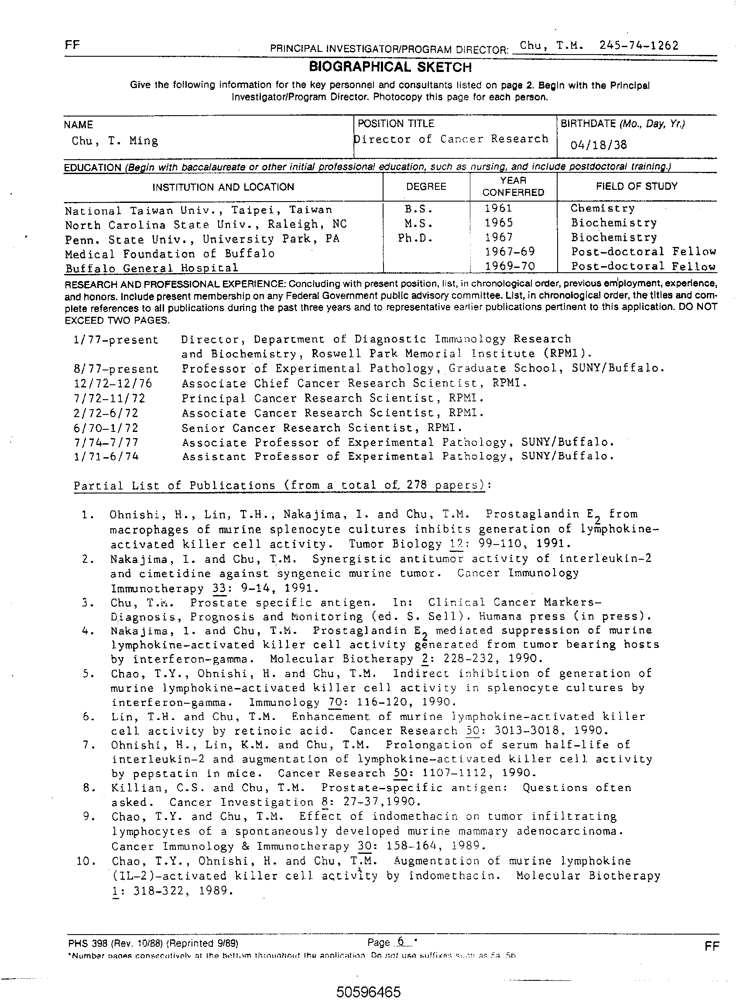 FF
PRINCIPAL INVESTIGATOR/PROGRAM DIRECTOR: Chu, T.M. 245-74-1262
BIOGRAPHICAL SKETCH
Give the following information for the key personnel and consultants listed on page 2. Begin with the Principal
Investigator/Program Director. Photocopy this page for each person.
NAME POSITION TITLE BIRTHDATE (Mo., Day, Yr.)
Chu, T. Ming Director of Cancer Research 04/18/38
EDUCATION (Begin with baccalaureate or other initial professional education, such as nursing, and include postdoctoral training.)
INSTITUTION AND LOCATION DEGREE YEAR CONFERRED FIELD OF STUDY
National Taiwan Univ., Taipei, Taiwan B.S. 1961 Chemistry
North Carolina State Univ., Raleigh, NC M.S. 1965 Biochemistry
Penn. State Univ., University Park, PA Ph.D. 1967 Biochemistry
Medical Foundation of Buffalo 1967-69 Post-doctoral Fellow
Buffalo General Hospital 1969-70 Post-doctoral Fellow
RESEARCH AND PROFESSIONAL EXPERIENCE: Concluding with present position, list, in chronological order, previous employment, experience,
and honors. Include present membership on any Federal Government public advisory committee. List, in chronological order, the titles and com-
plete references to all publications during the past three years and to representative earlier publications pertinent to this application. DO NOT
EXCEED TWO PAGES.
1/77-present Director, Department of Diagnostic Immunology Research
and Biochemistry, Roswell Park Memorial Institute (RPMI).
8/77-present Professor of Experimental Pathology, Graduate School, SUNY/Buffalo.
12/72-12/76 Associate Chief Cancer Research Scientist, RPMI.
7/72-11/72 Principal Cancer Research Scientist, RPMI.
2/72-6/72 Associate Cancer Research Scientist, RPMI.
6/70-1/72 Senior Cancer Research Scientist, RPMI.
7/74-7/77 Associate Professor of Experimental Pathology, SUNY/Buffalo.
1/71-6/74 Assistant Professor of Experimental Pathology, SUNY/Buffalo.
Partial List of Publications (from a total of 278 papers):
1. Ohnishi, H., Lin, T.H., Nakajima, I. and Chu, T.M. Prostaglandin E2 from
macrophages of murine splenocyte cultures inhibits generation of lymphokine-
activated killer cell activity. Tumor Biology 12: 99-110, 1991.
2. Nakajima, I. and Chu, T.M. Synergistic antitumor activity of interleukin-2
and cimetidine against syngeneic murine tumor. Cancer Immunology
Immunotherapy 33: 9-14, 1991.
3. Chu, T.M. Prostate specific antigen. In: Clinical Cancer Markers-
Diagnosis, Prognosis and Monitoring (ed. S. Sell). Humana press (in press).
4. Nakajima, I. and Chu, T.M. Prostaglandin E2 mediated suppression of murine
lymphokine-activated killer cell activity generated from tumor bearing hosts
by interferon-gamma. Molecular Biotherapy 2: 228-232, 1990.
5. Chao, T.Y., Ohnishi, H. and Chu, T.M. Indirect inhibition of generation of
murine lymphokine-activated killer cell activity in splenocyte cultures by
interferon-gamma. Immunology 70: 116-120, 1990.
6. Lin, T.H. and Chu, T.M. Enhancement of murine lymphokine-activated killer
cell activity by retinoic acid. Cancer Research 50: 3013-3018, 1990.
7. Ohnishi, H., Lin, K.M. and Chu, T.M. Prolongation of serum half-life of
interleukin-2 and augmentation of lymphokine-activated killer cell activity
by pepstatin in mice. Cancer Research 50: 1107-1112, 1990.
8. Killian, C.S. and Chu, T.M. Prostate-specific antigen: Questions often
asked. Cancer Investigation 8: 27-37,1990.
9. Chao, T.Y. and Chu, T.M. Effect of indomethacin on tumor infiltrating
lymphocytes of a spontaneously developed murine mammary adenocarcinoma.
Cancer Immunology & Immunotherapy 30: 158-164, 1989.
10. Chao, T.Y., Ohnishi, H. and Chu, T.M. Augmentation of murine lymphokine
(IL-2)-activated killer cell activity by indomethacin. Molecular Biotherapy
1: 318-322, 1989.
PHS 398 (Rev. 10/88) (Reprinted 9/89) Page 6 * FF
*Number pages consecutively at the bottom throughout the application. Do not use suffixes such as 5a, 5b.
50596465